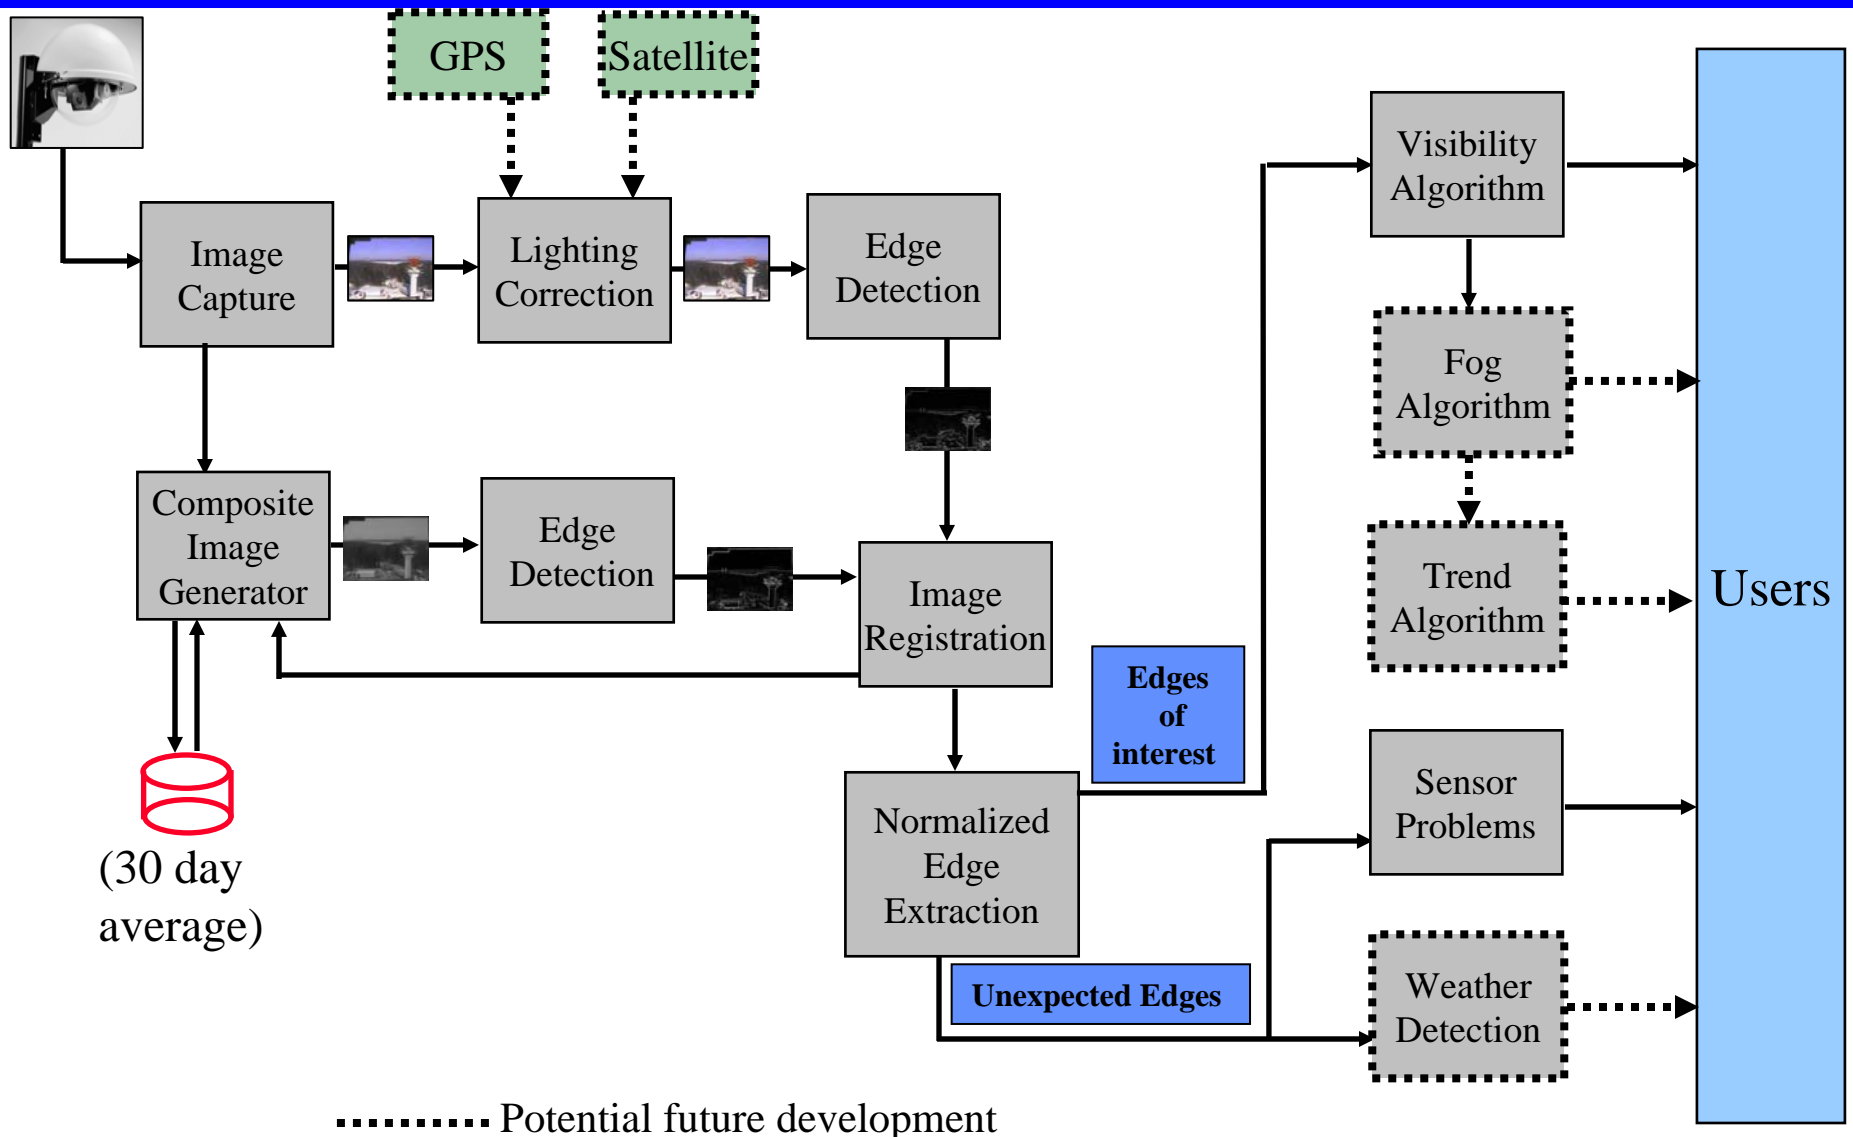 GPS
Satellite
Visibility
Algorithm
Image
Capture
Lighting
Correction
Edge
Detection
Fog
Algorithm
Composite
Image
Generator
Edge
Detection
Image
Registration
Trend
Algorithm
Users
Edges
of
interest
Sensor
Problems
(30 day
average)
Normalized
Edge
Extraction
Unexpected Edges
Weather
Detection
Potential future development